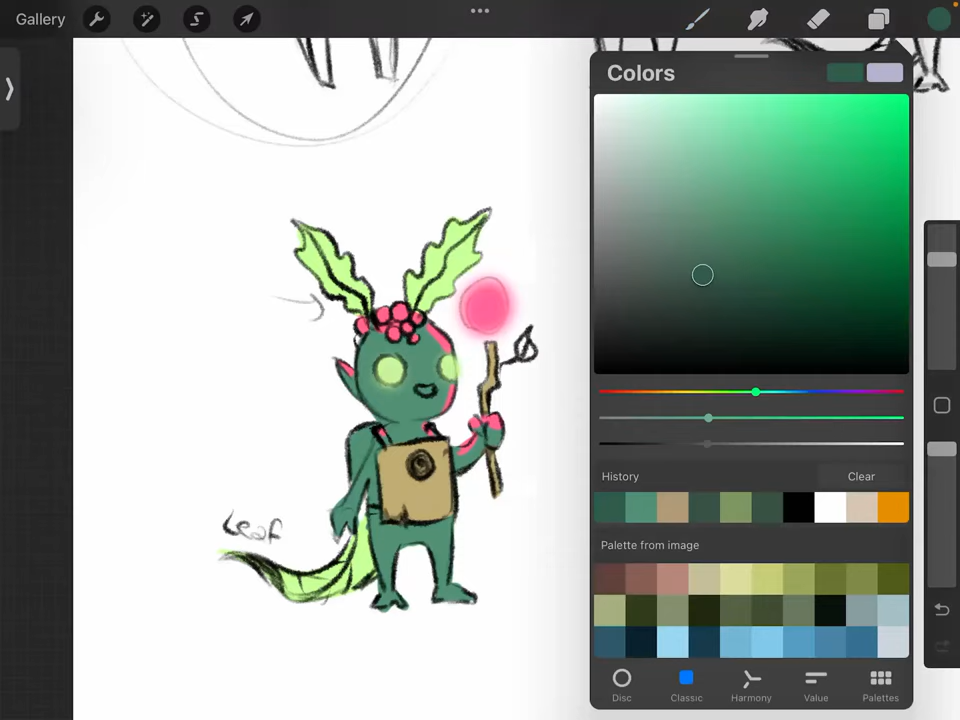 Gallery
Colors
History
Clear
Palette from image
Leaf
Disc
Classic
Harmony
Value
Palettes